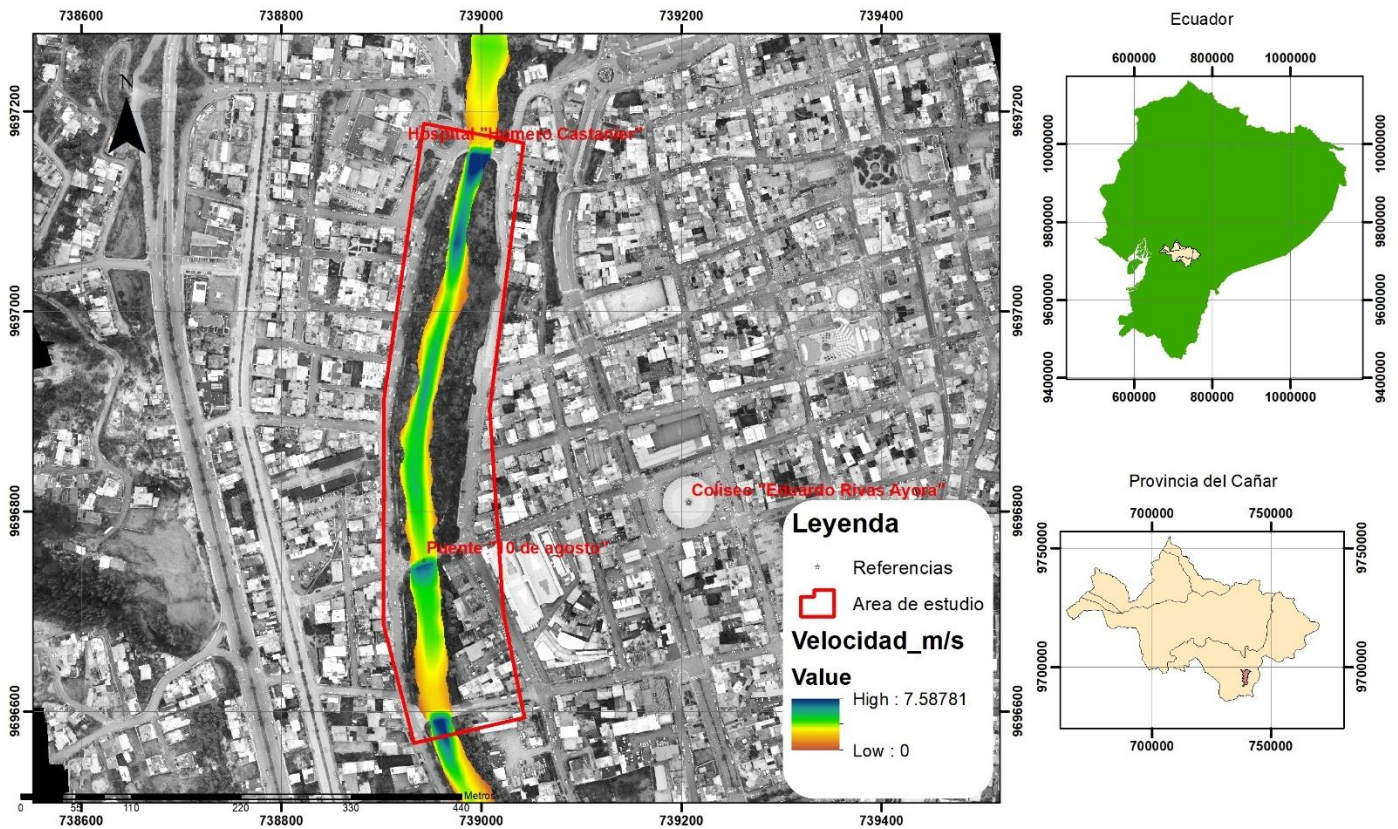 738600 738800 739000 739200 739400
9697200
9697000
9696800
9696600
N
Hospital "Homero Castanier"
Coliseo "Eduardo Rivas Ayora"
Puente "10 de agosto"
Leyenda
Referencias
Area de estudio
Velocidad_m/s
Value
High : 7.58781
Low : 0
Metros
0 55 110 220 330 440
738600 738800 739000 739200 739400
9697200
9697000
9696800
9696600
Ecuador
600000 800000 1000000
10000000
9800000
9600000
9400000
10000000
9800000
9600000
9400000
600000 800000 1000000
Provincia del Cañar
700000 750000
9750000
9700000
9750000
9700000
700000 750000